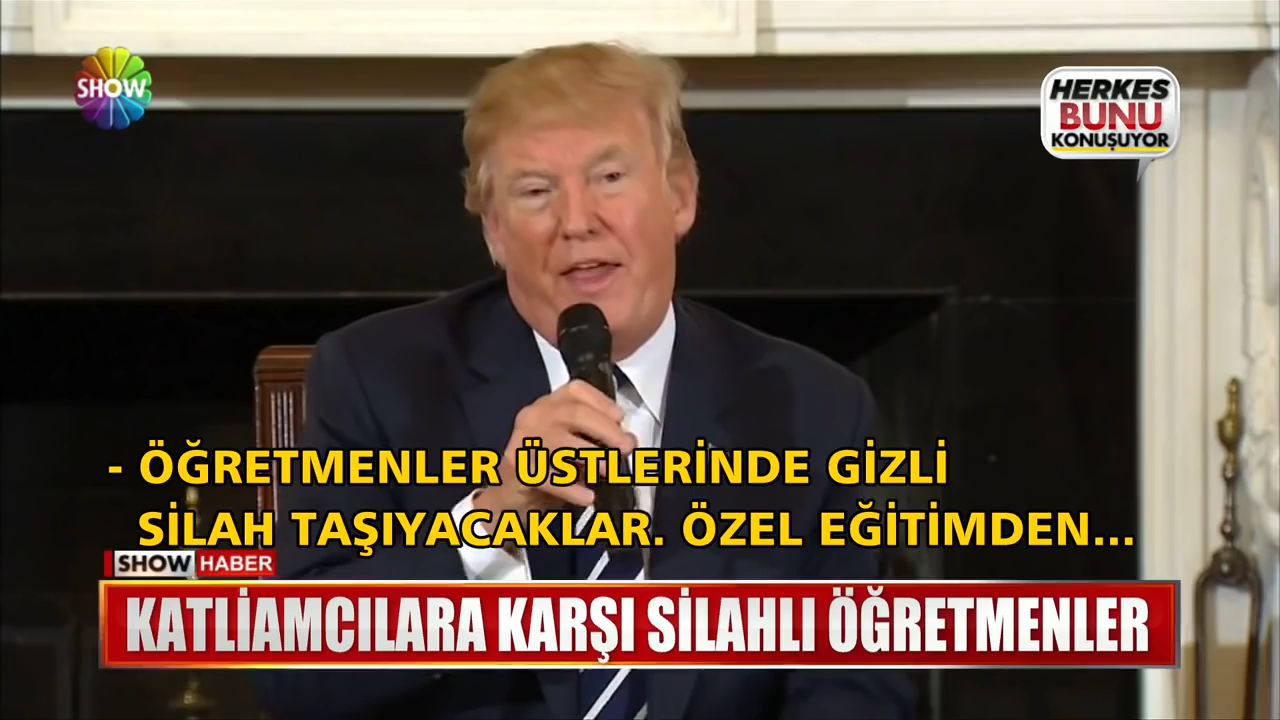 SHOW
HERKES
BUNU
KONUŞUYOR
- ÖĞRETMENLER ÜSTLERİNDE GİZLİ
SİLAH TAŞIYACAKLAR. ÖZEL EĞİTİMDEN...
SHOW HABER
KATLİAMCILARA KARŞI SİLAHLI ÖĞRETMENLER